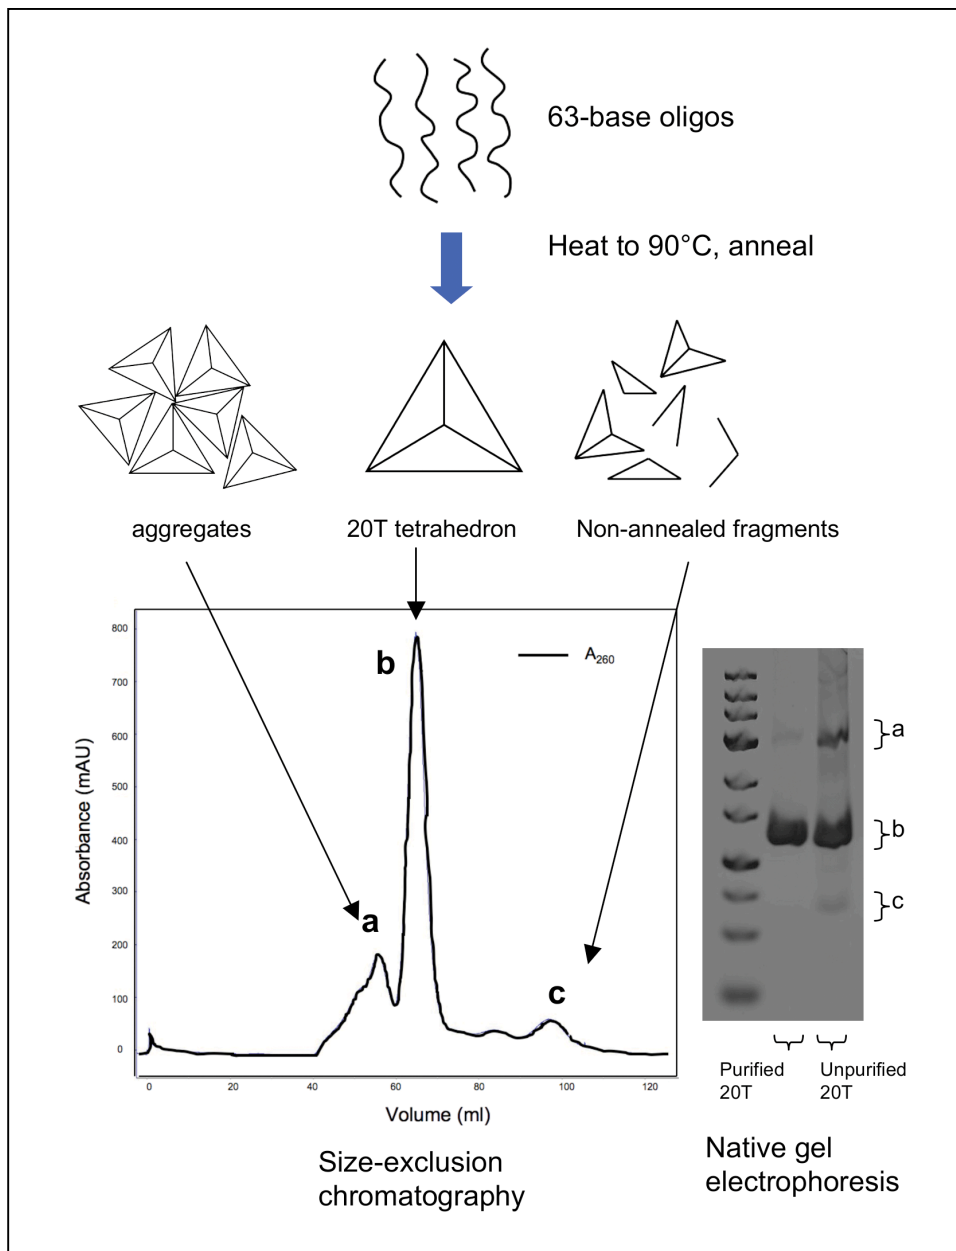 63-base oligos
Heat to 90°C, anneal
aggregates
20T tetrahedron
Non-annealed fragments
800
700
600
500
400
300
200
100
0
Absorbance (mAU)
b
A260
a
c
0
20
40
60
80
100
120
Volume (ml)
a
b
c
Purified
20T
Unpurified
20T
Size-exclusion
chromatography
Native gel
electrophoresis